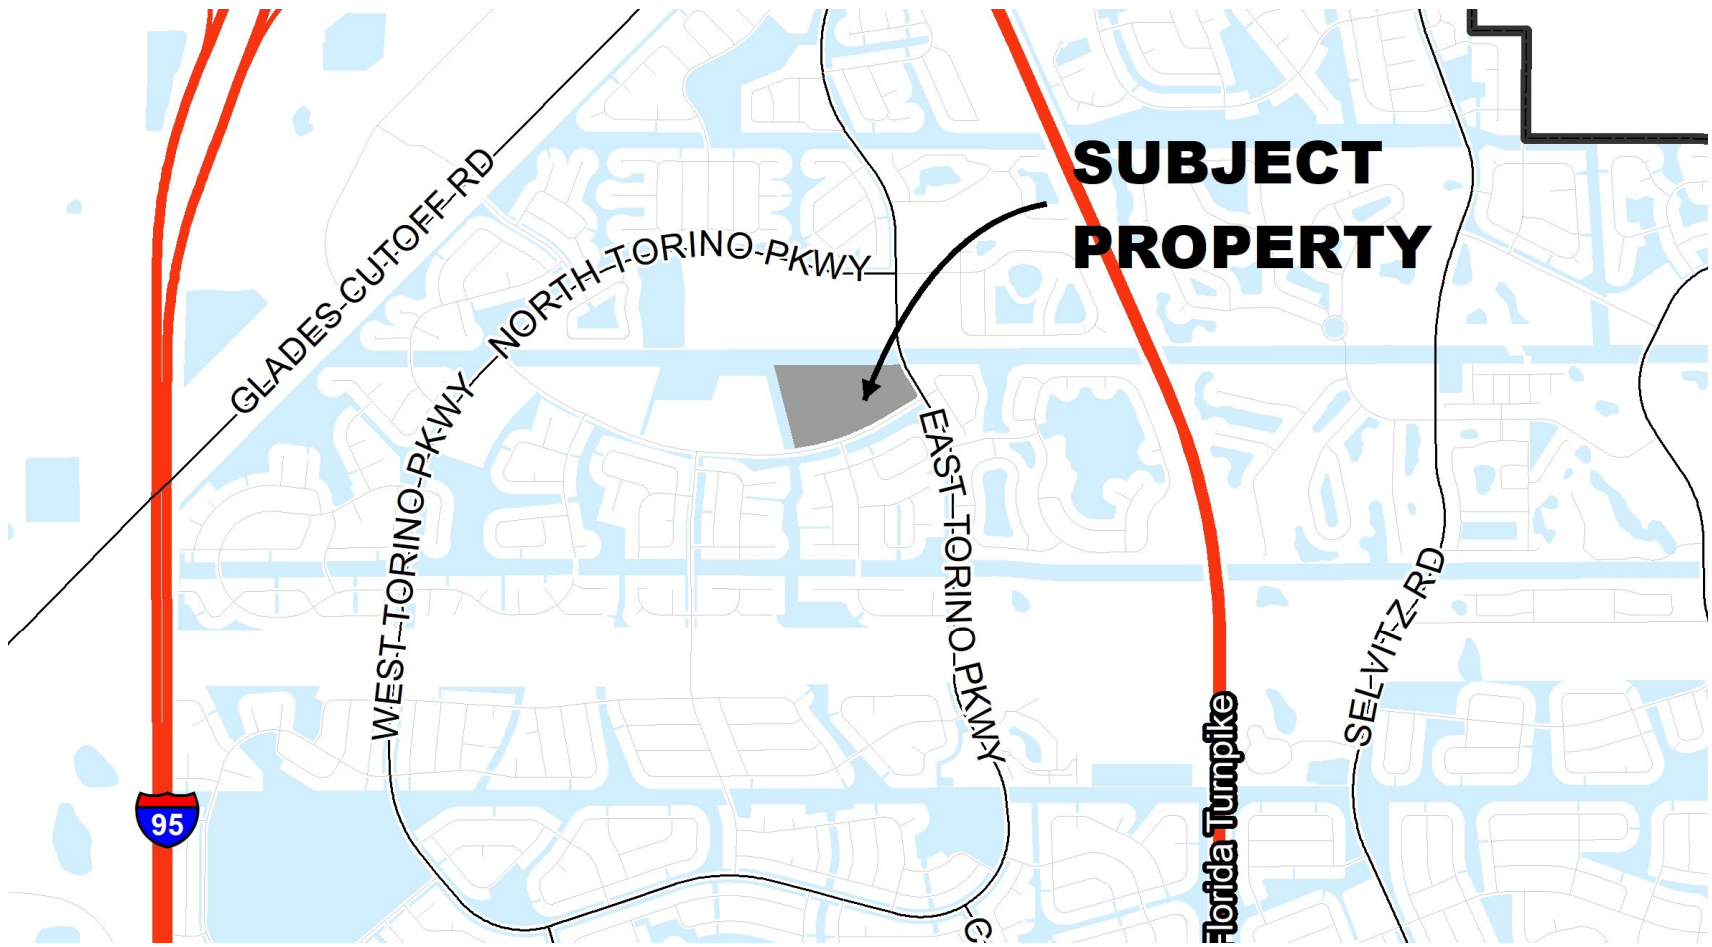 SUBJECT
PROPERTY
GLADES CUTOFF RD
NORTH TORINO PKWY
WEST TORINO PKWY
EAST TORINO PKWY
SELVITZ RD
Florida Turnpike
95
C